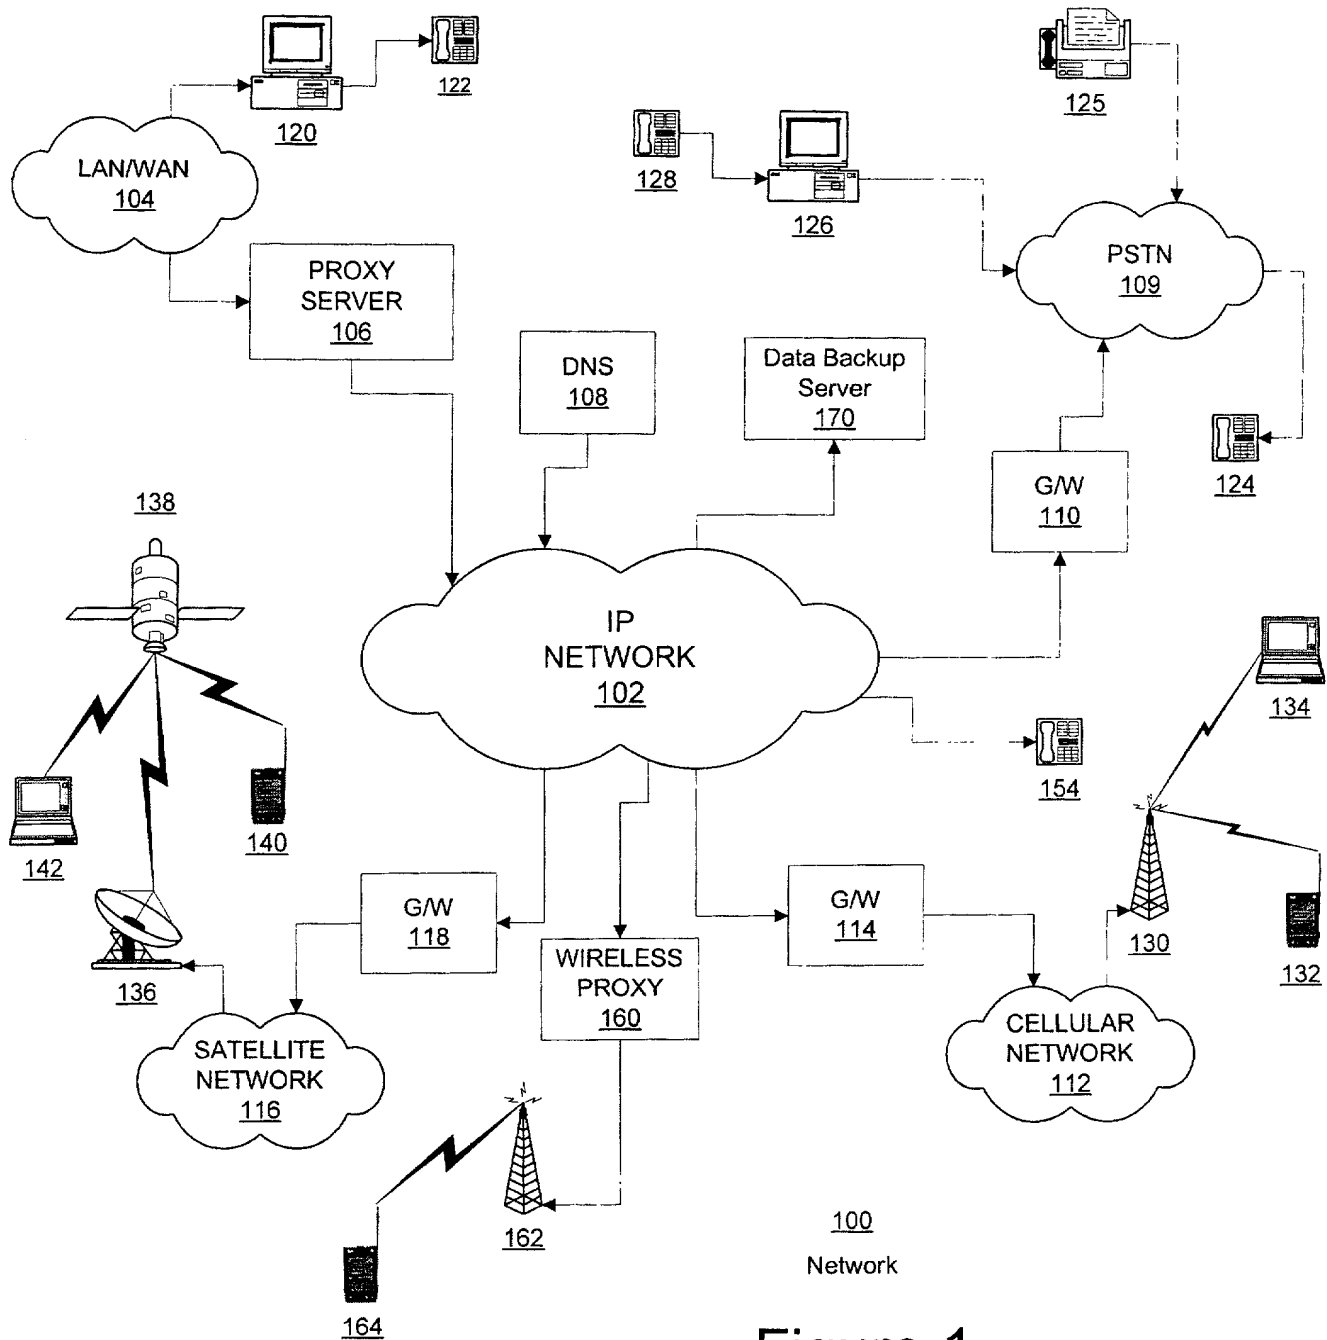 122
120
125
LAN/WAN
104
128
126
PSTN
109
PROXY
SERVER
106
DNS
108
Data Backup
Server
170
124
G/W
110
138
IP
NETWORK
102
134
154
142
140
G/W
118
G/W
114
130
132
WIRELESS
PROXY
160
136
SATELLITE
NETWORK
116
CELLULAR
NETWORK
112
162
100
Network
164
Figure 1